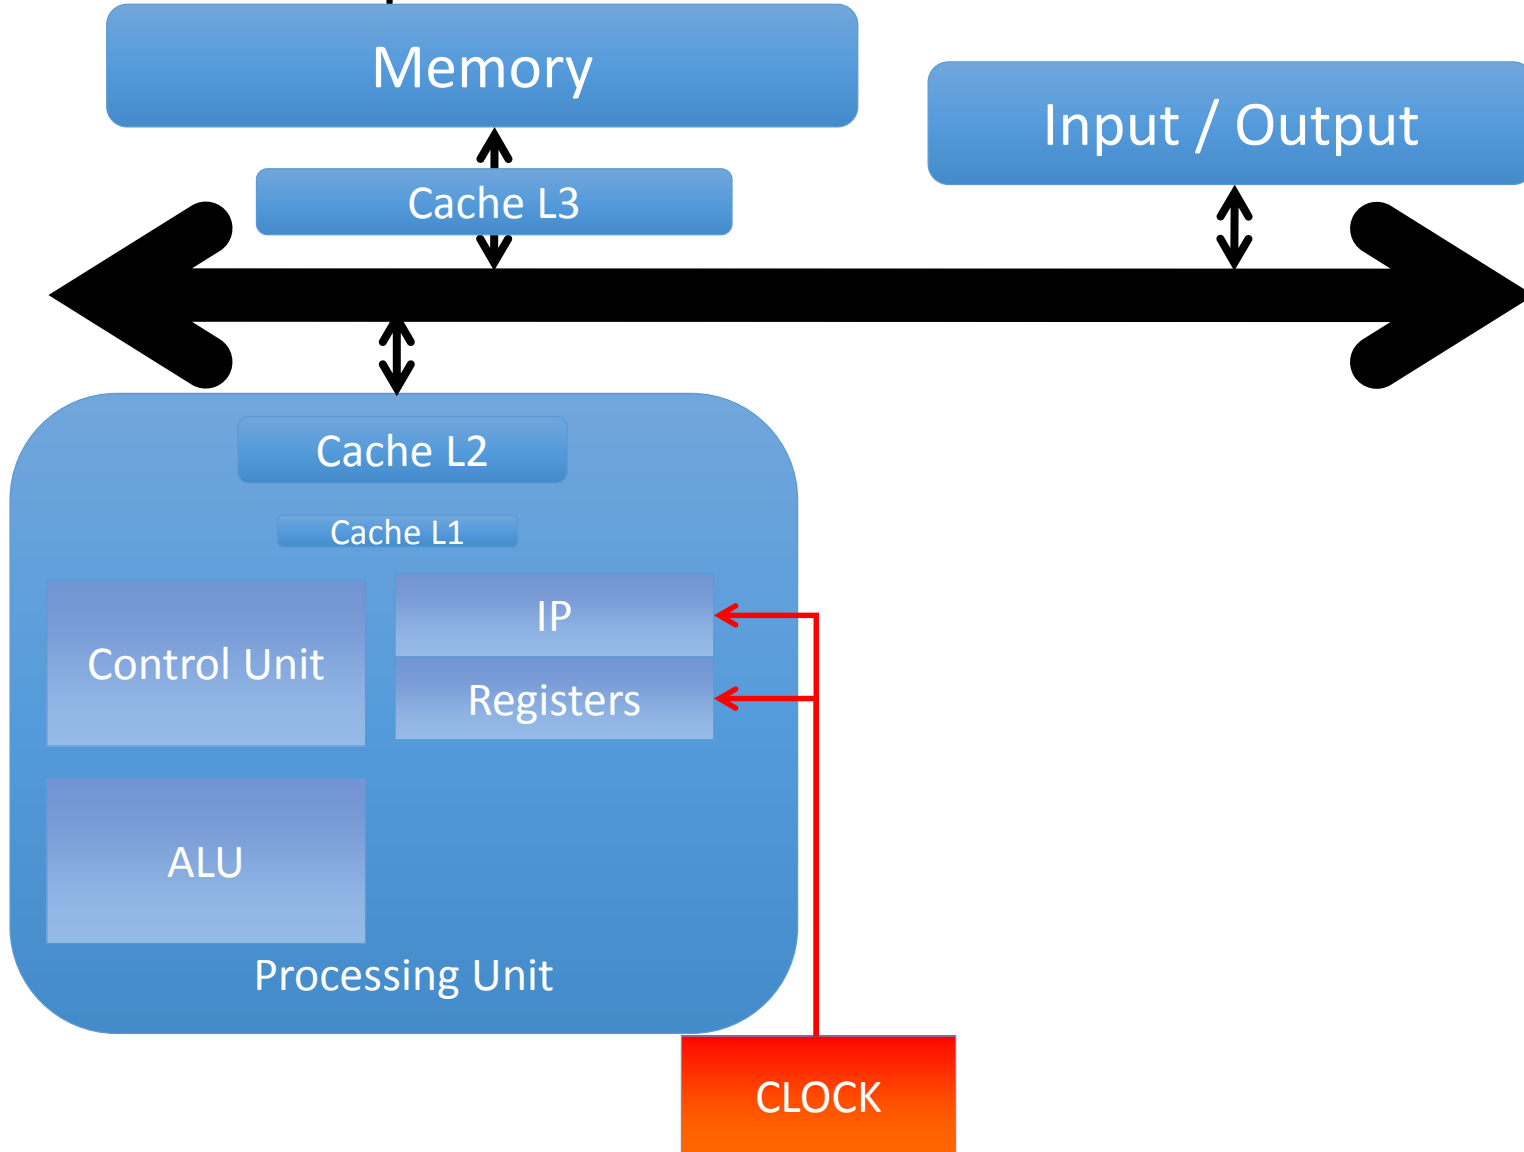 Memory
Input / Output
Cache L3
Cache L2
Cache L1
IP
Control Unit
Registers
ALU
Processing Unit
CLOCK